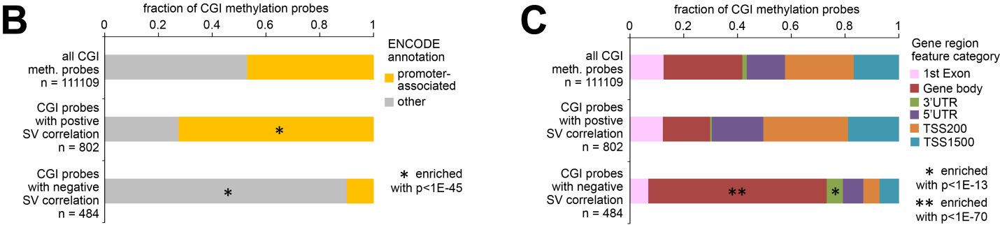 B
fraction of CGI methylation probes
0 0.2 0.4 0.6 0.8 1
all CGI
meth. probes
n = 111109
CGI probes
with postive
SV correlation
n = 802
*
CGI probes
with negative
SV correlation
n = 484
*
ENCODE
annotation
promoter-
associated
other
* enriched
with p<1E-45
C
fraction of CGI methylation probes
0 0.2 0.4 0.6 0.8 1
all CGI
meth. probes
n = 111109
CGI probes
with postive
SV correlation
n = 802
CGI probes
with negative
SV correlation
n = 484
** *
Gene region
feature category
1st Exon
Gene body
3'UTR
5'UTR
TSS200
TSS1500
* enriched
with p<1E-13
** enriched
with p<1E-70